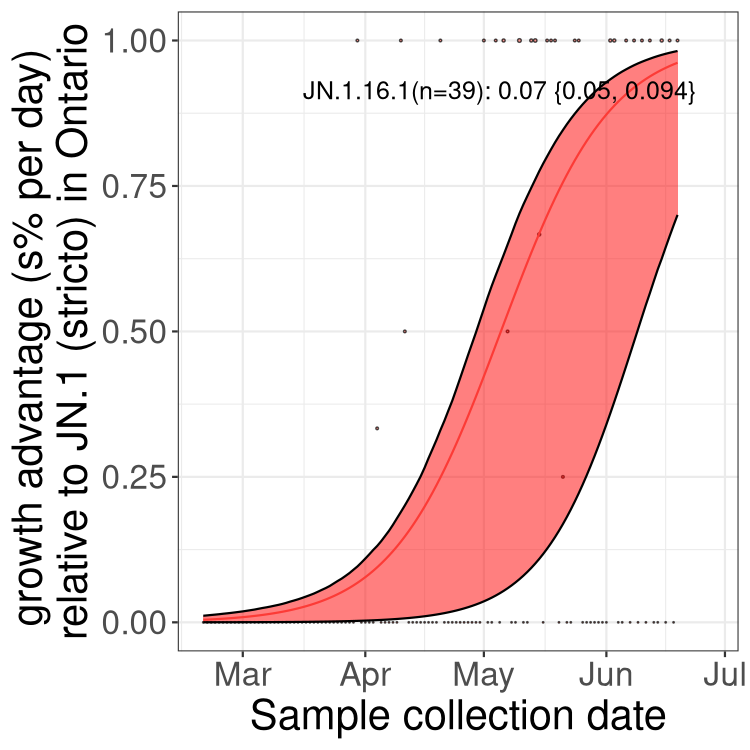 growth advantage (s% per day)
relative to JN.1 (stricto) in Ontario
1.00
0.75
0.50
0.25
0.00
JN.1.16.1(n=39): 0.07 {0.05, 0.094}
Mar Apr May Jun Jul
Sample collection date